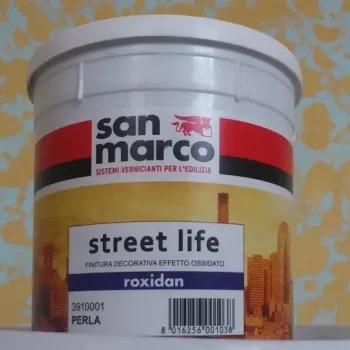 san
marco
SISTEMI VERNICIANTI PER L'EDILIZIA
street life
FINITURA DECORATIVA EFFETTO OSSIDATO
roxidan
3910001
PERLA
8 016256 001038